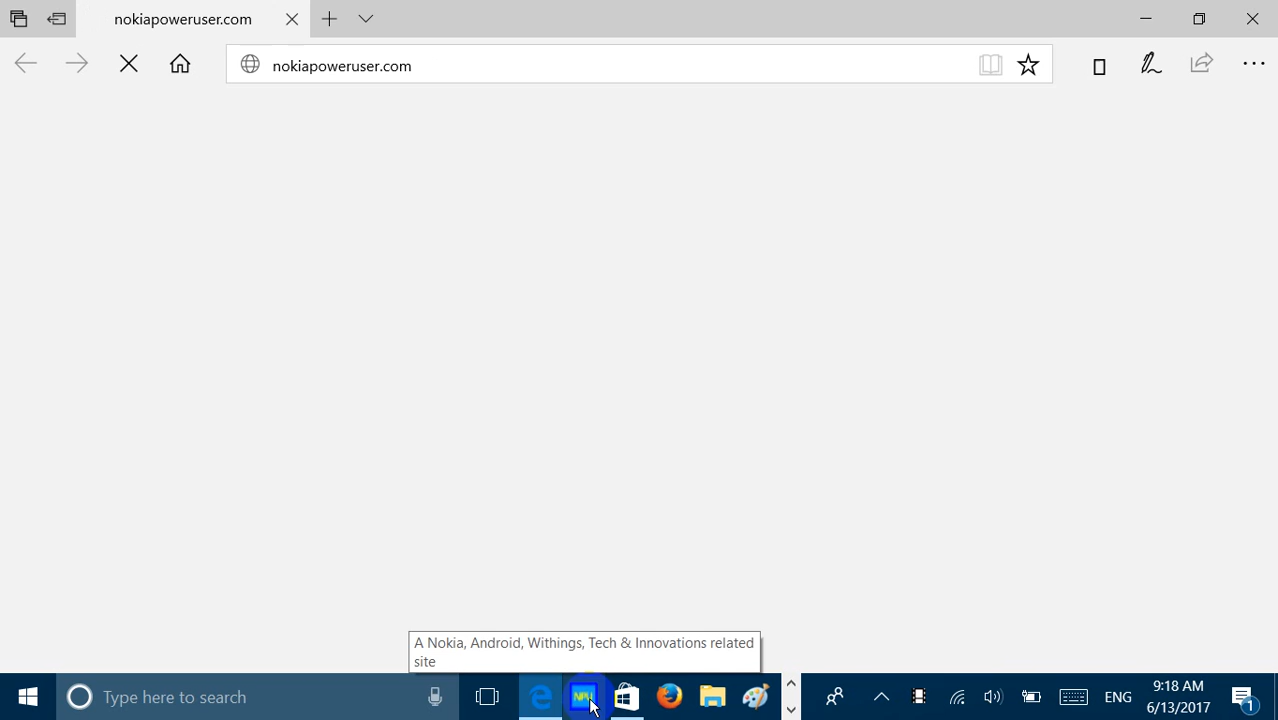 nokiapoweruser.com
nokiapoweruser.com
A Nokia, Android, Withings, Tech & Innovations related
site
Type here to search
NPU
ENG
9:18 AM
6/13/2017
1